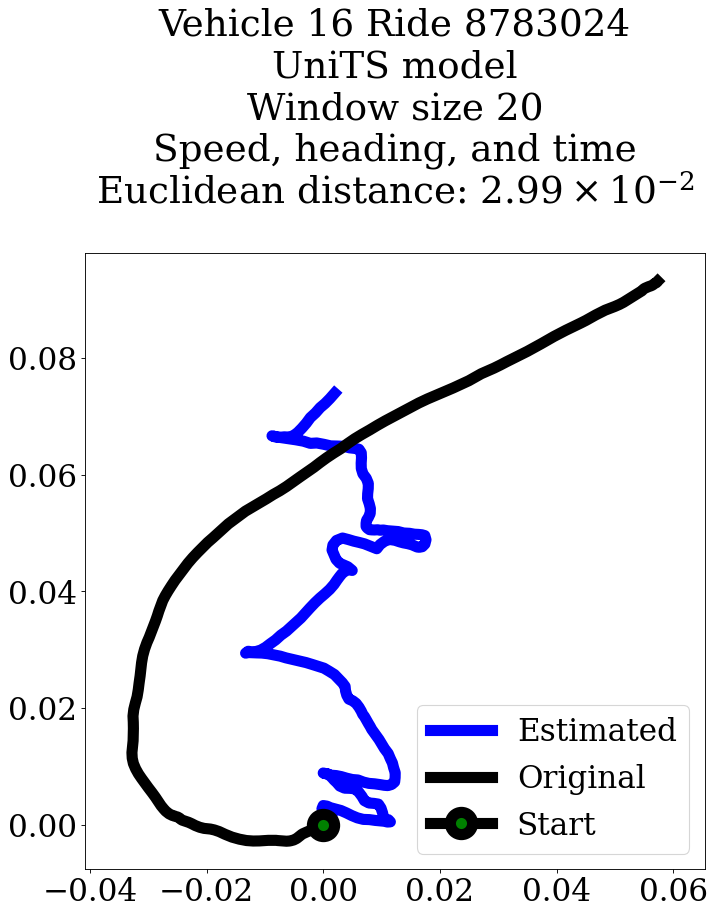 Vehicle 16 Ride 8783024
UniTS model
Window size 20
Speed, heading, and time
Euclidean distance: 2.99 × 10⁻²
0.08
0.06
0.04
0.02
0.00
−0.04 −0.02 0.00 0.02 0.04 0.06
Estimated
Original
Start